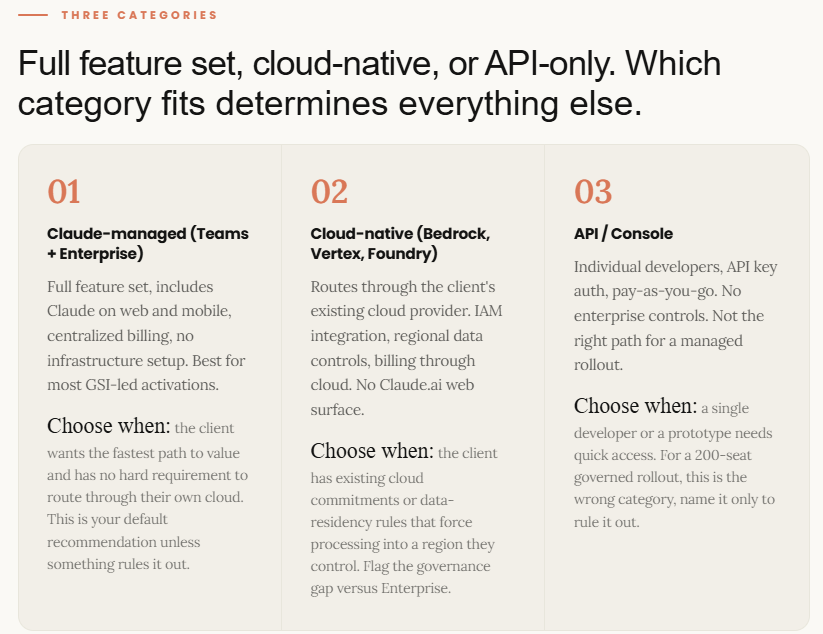 THREE CATEGORIES
Full feature set, cloud-native, or API-only. Which
category fits determines everything else.
01
Claude-managed (Teams
+ Enterprise)
Full feature set, includes
Claude on web and mobile,
centralized billing, no
infrastructure setup. Best for
most GSI-led activations.
Choose when: the client
wants the fastest path to value
and has no hard requirement to
route through their own cloud.
This is your default
recommendation unless
something rules it out.
02
Cloud-native (Bedrock,
Vertex, Foundry)
Routes through the client's
existing cloud provider. IAM
integration, regional data
controls, billing through
cloud. No Claude.ai web
surface.
Choose when: the client
has existing cloud
commitments or data-
residency rules that force
processing into a region they
control. Flag the governance
gap versus Enterprise.
03
API / Console
Individual developers, API key
auth, pay-as-you-go. No
enterprise controls. Not the
right path for a managed
rollout.
Choose when: a single
developer or a prototype needs
quick access. For a 200-seat
governed rollout, this is the
wrong category, name it only to
rule it out.